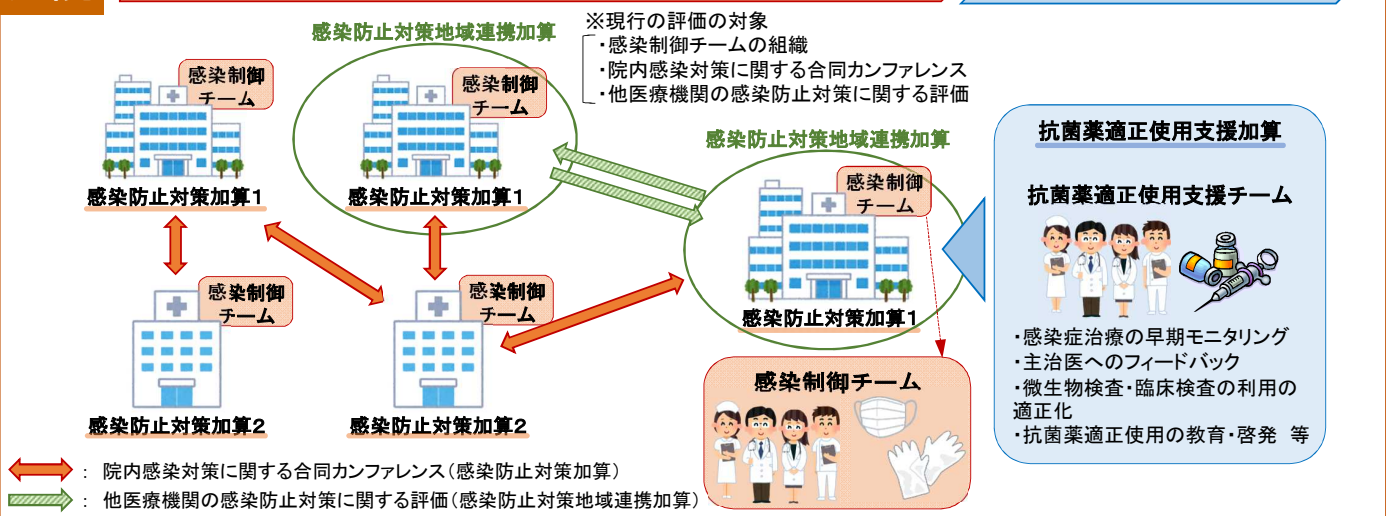 ※現行の評価の対象
・感染制御チームの組織
・院内感染対策に関する合同カンファレンス
・他医療機関の感染防止対策に関する評価
感染防止対策地域連携加算
感染制御
チーム
感染防止対策加算1
感染制御
チーム
感染防止対策加算1
感染防止対策地域連携加算
感染制御
チーム
感染防止対策加算1
感染制御
チーム
感染防止対策加算2
感染制御
チーム
感染防止対策加算2
感染制御チーム
抗菌薬適正使用支援加算
抗菌薬適正使用支援チーム
・感染症治療の早期モニタリング
・主治医へのフィードバック
・微生物検査・臨床検査の利用の
適正化
・抗菌薬適正使用の教育・啓発 等
： 院内感染対策に関する合同カンファレンス（感染防止対策加算）
： 他医療機関の感染防止対策に関する評価（感染防止対策地域連携加算）